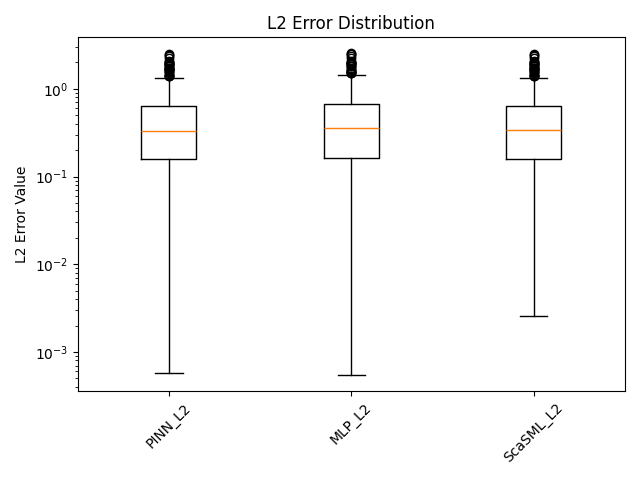 L2 Error Distribution
L2 Error Value
10^0
10^-1
10^-2
10^-3
PINN_L2
MLP_L2
ScaSML_L2